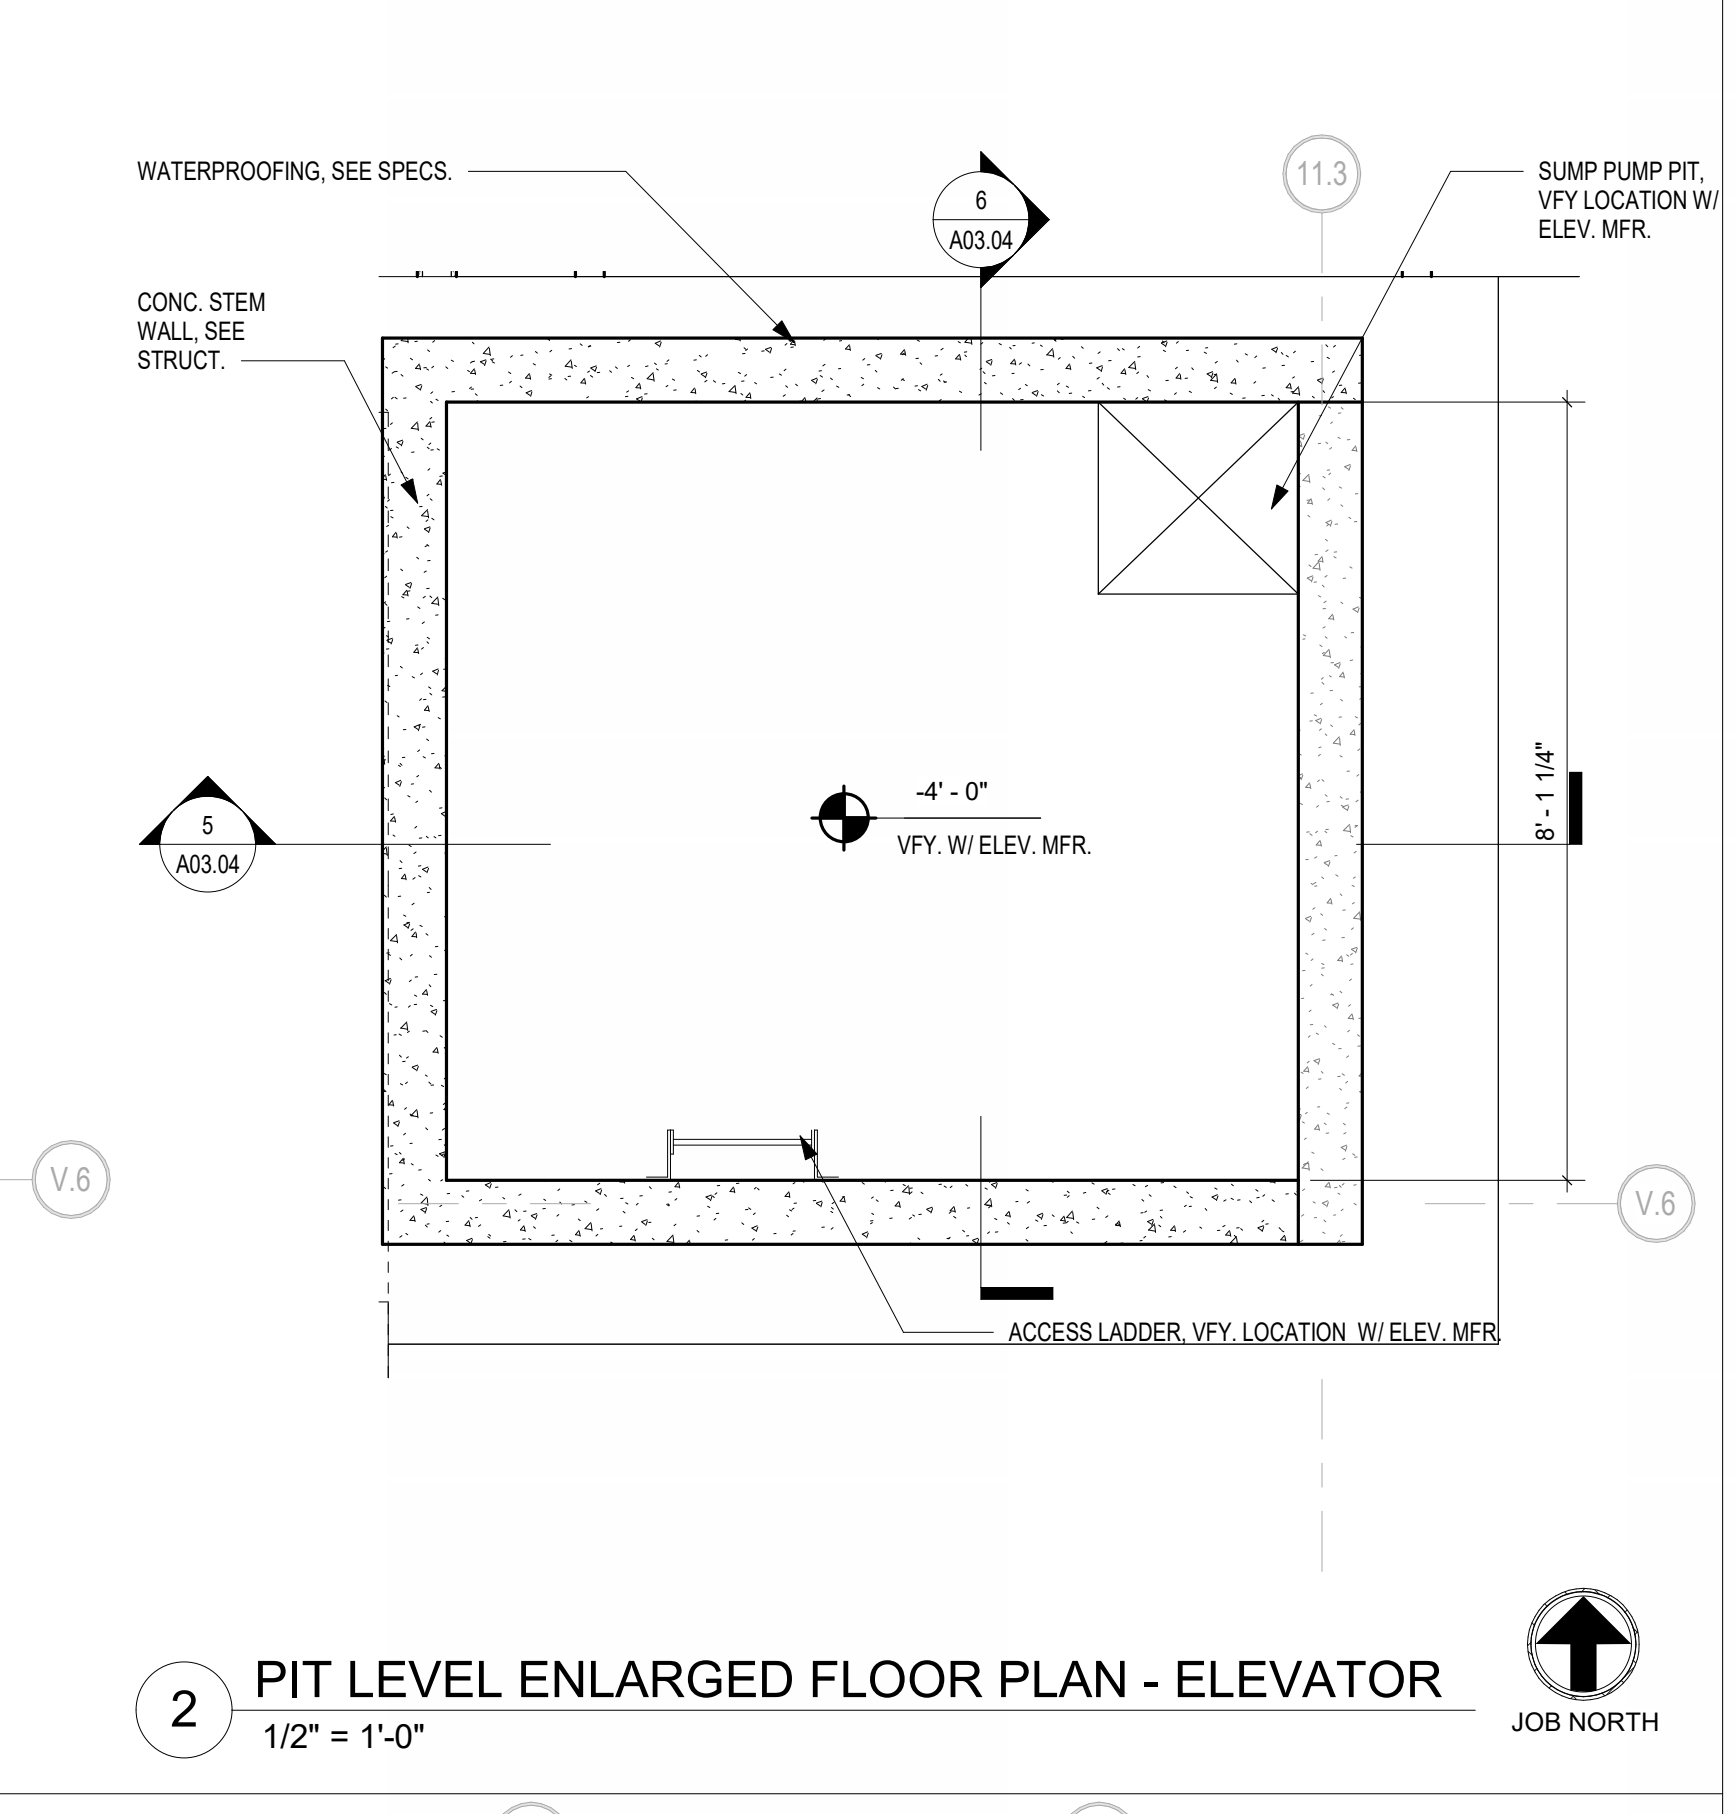 WATERPROOFING, SEE SPECS.
6
A03.04
11.3
SUMP PUMP PIT,
VFY LOCATION W/
ELEV. MFR.
CONC. STEM
WALL, SEE
STRUCT.
-4' - 0"
VFY. W/ ELEV. MFR.
8' - 1 1/4"
5
A03.04
V.6
V.6
ACCESS LADDER, VFY. LOCATION W/ ELEV. MFR.
2
PIT LEVEL ENLARGED FLOOR PLAN - ELEVATOR
1/2" = 1'-0"
JOB NORTH